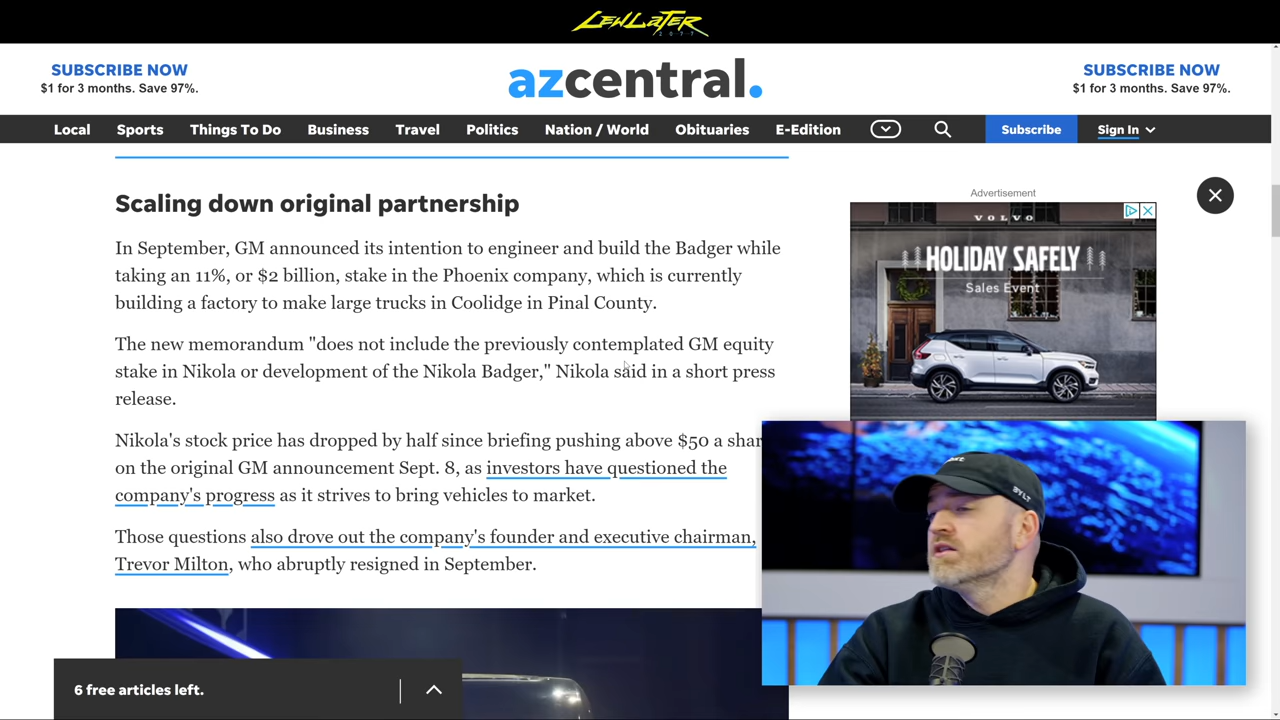 LEWLATER
2077
SUBSCRIBE NOW
$1 for 3 months. Save 97%.
azcentral.
SUBSCRIBE NOW
$1 for 3 months. Save 97%.
Local Sports Things To Do Business Travel Politics Nation / World Obituaries E-Edition Subscribe Sign In
Scaling down original partnership
In September, GM announced its intention to engineer and build the Badger while
taking an 11%, or $2 billion, stake in the Phoenix company, which is currently
building a factory to make large trucks in Coolidge in Pinal County.
The new memorandum "does not include the previously contemplated GM equity
stake in Nikola or development of the Nikola Badger," Nikola said in a short press
release.
Nikola's stock price has dropped by half since briefing pushing above $50 a shar
on the original GM announcement Sept. 8, as investors have questioned the
company's progress as it strives to bring vehicles to market.
Those questions also drove out the company's founder and executive chairman,
Trevor Milton, who abruptly resigned in September.
Advertisement
VOLVO
HOLIDAY SAFELY
Sales Event
BYLT
6 free articles left.